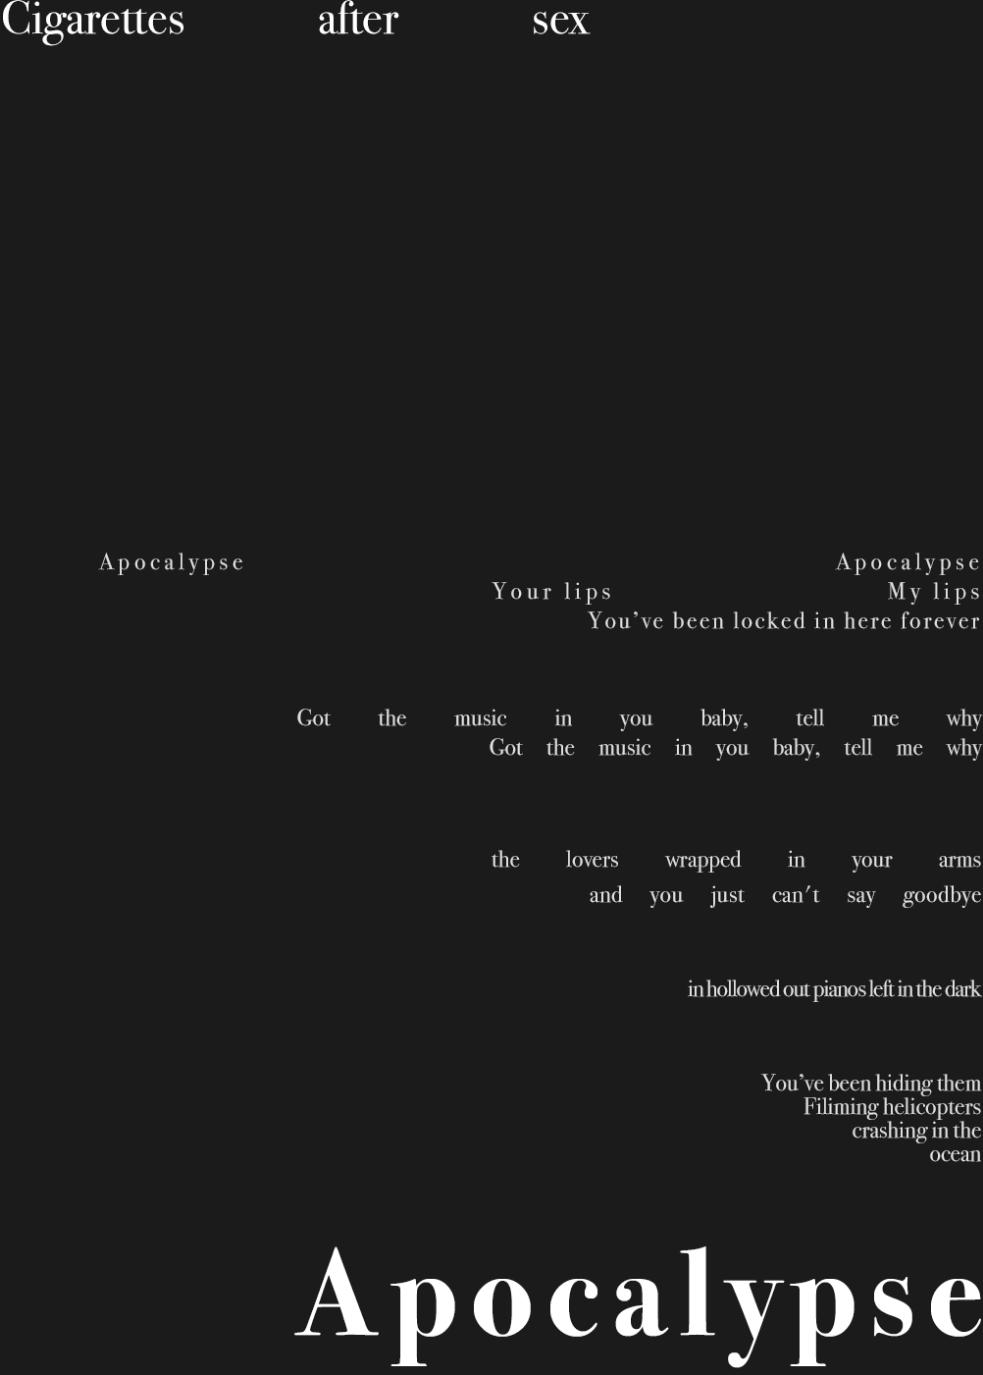 Cigarettes after sex
Apocalypse Apocalypse
Your lips My lips
You’ve been locked in here forever
Got the music in you baby, tell me why
Got the music in you baby, tell me why
the lovers wrapped in your arms
and you just can't say goodbye
in hollowed out pianos left in the dark
You’ve been hiding them
Filiming helicopters
crashing in the
ocean
Apocalypse